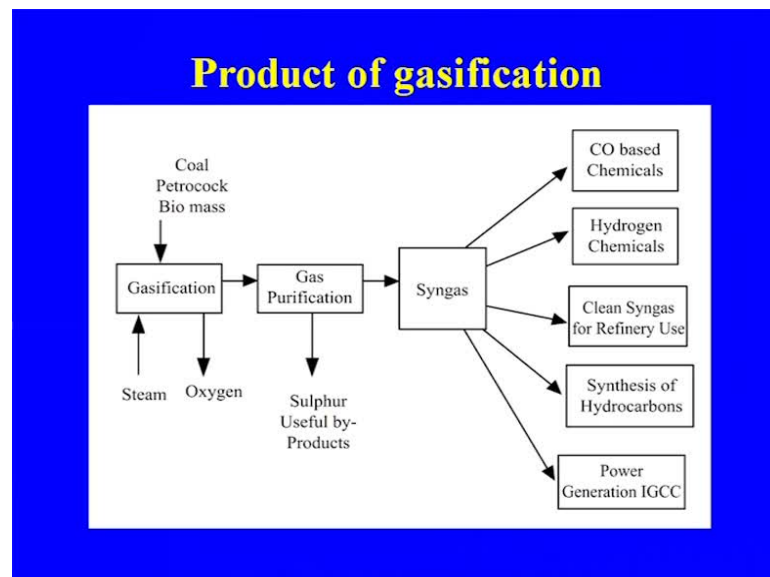 Product of gasification
Coal
Petrocock
Bio mass
Gasification
Steam
Oxygen
Gas
Purification
Sulphur
Useful by-
Products
Syngas
CO based
Chemicals
Hydrogen
Chemicals
Clean Syngas
for Refinery Use
Synthesis of
Hydrocarbons
Power
Generation IGCC